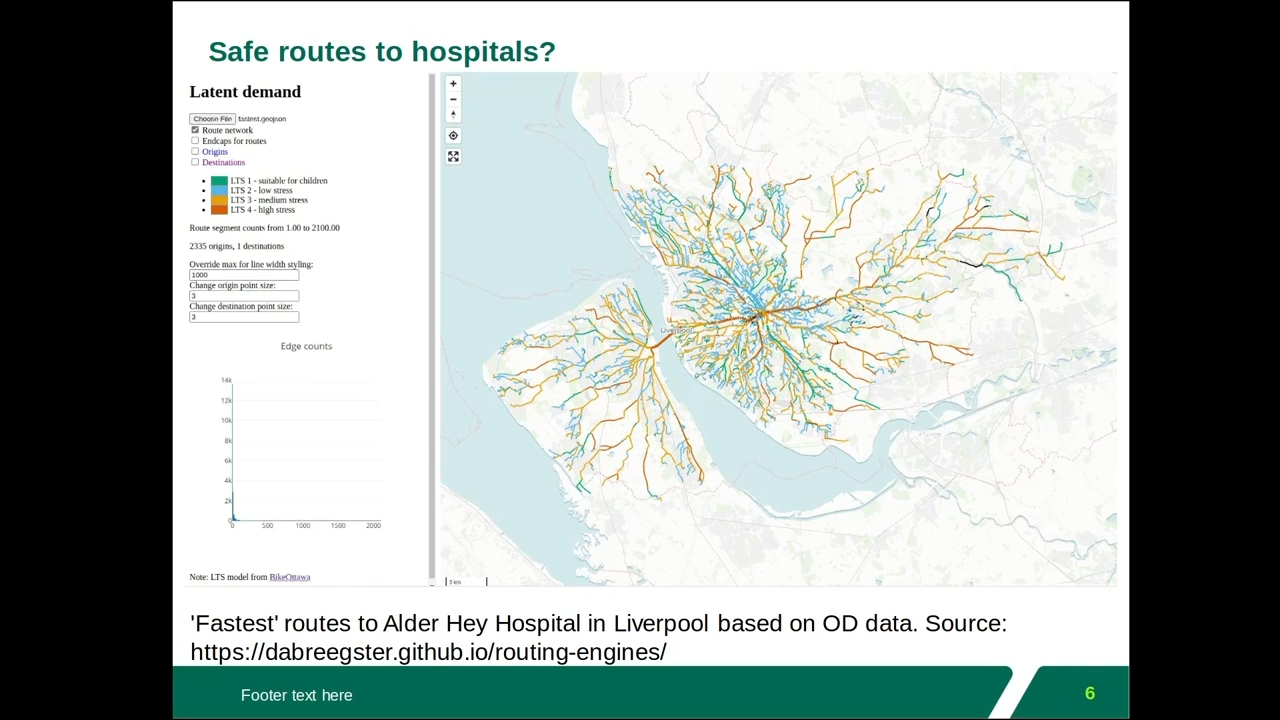 Safe routes to hospitals?
Latent demand
Choose File fastest.geojson
Route network
Endcaps for routes
Origins
Destinations
LTS 1 - suitable for children
LTS 2 - low stress
LTS 3 - medium stress
LTS 4 - high stress
Route segment counts from 1.00 to 2100.00
2335 origins, 1 destinations
Override max for line width styling:
1000
Change origin point size:
3
Change destination point size:
3
Edge counts
14k
12k
10k
8k
6k
4k
2k
0
0 500 1000 1500 2000
Note: LTS model from BikeOttawa
Liverpool
5 km
'Fastest' routes to Alder Hey Hospital in Liverpool based on OD data. Source:
https://dabreegster.github.io/routing-engines/
Footer text here
6